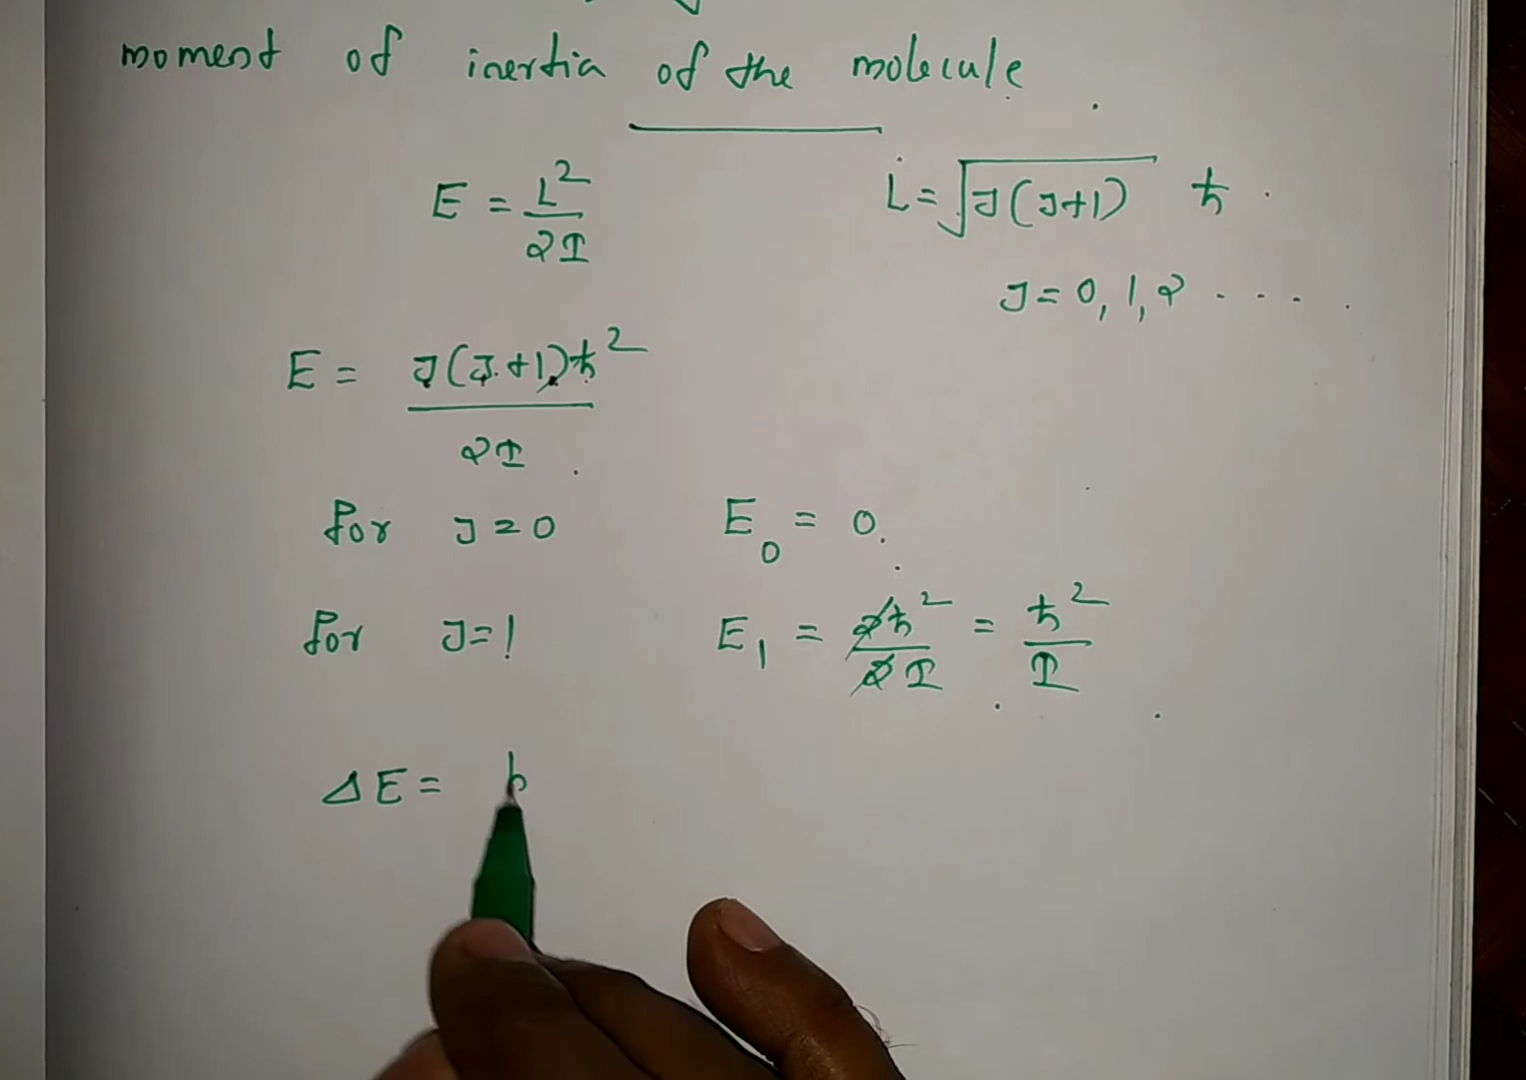 moment of inertia of the molecule.
E = L²/2I    L = √J(J+1) ħ.
J = 0, 1, 2 ....
E = J(J+1)ħ²/2I.
for J = 0    E₀ = 0.
for J = 1    E₁ = 2ħ²/2I = ħ²/I.
ΔE = h